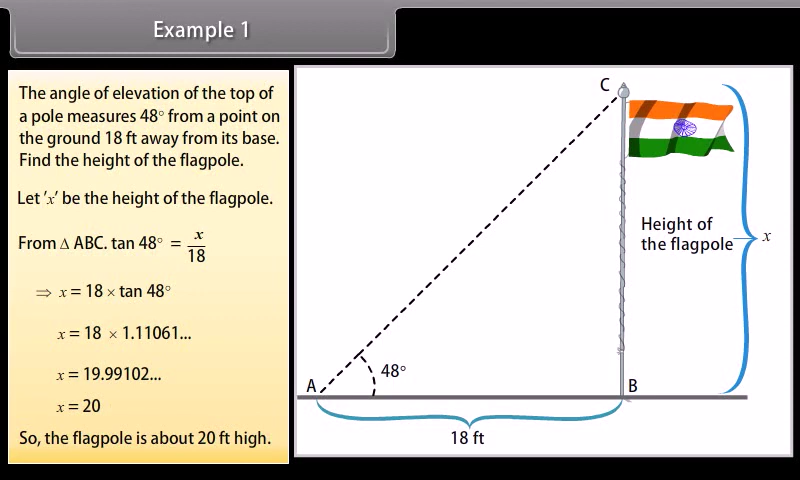 Example 1
The angle of elevation of the top of
a pole measures 48° from a point on
the ground 18 ft away from its base.
Find the height of the flagpole.
Let 'x' be the height of the flagpole.
From Δ ABC. tan 48° = x/18
⇒ x = 18 × tan 48°
x = 18 × 1.11061...
x = 19.99102...
x = 20
So, the flagpole is about 20 ft high.
C
Height of
the flagpole
x
48°
A
B
18 ft